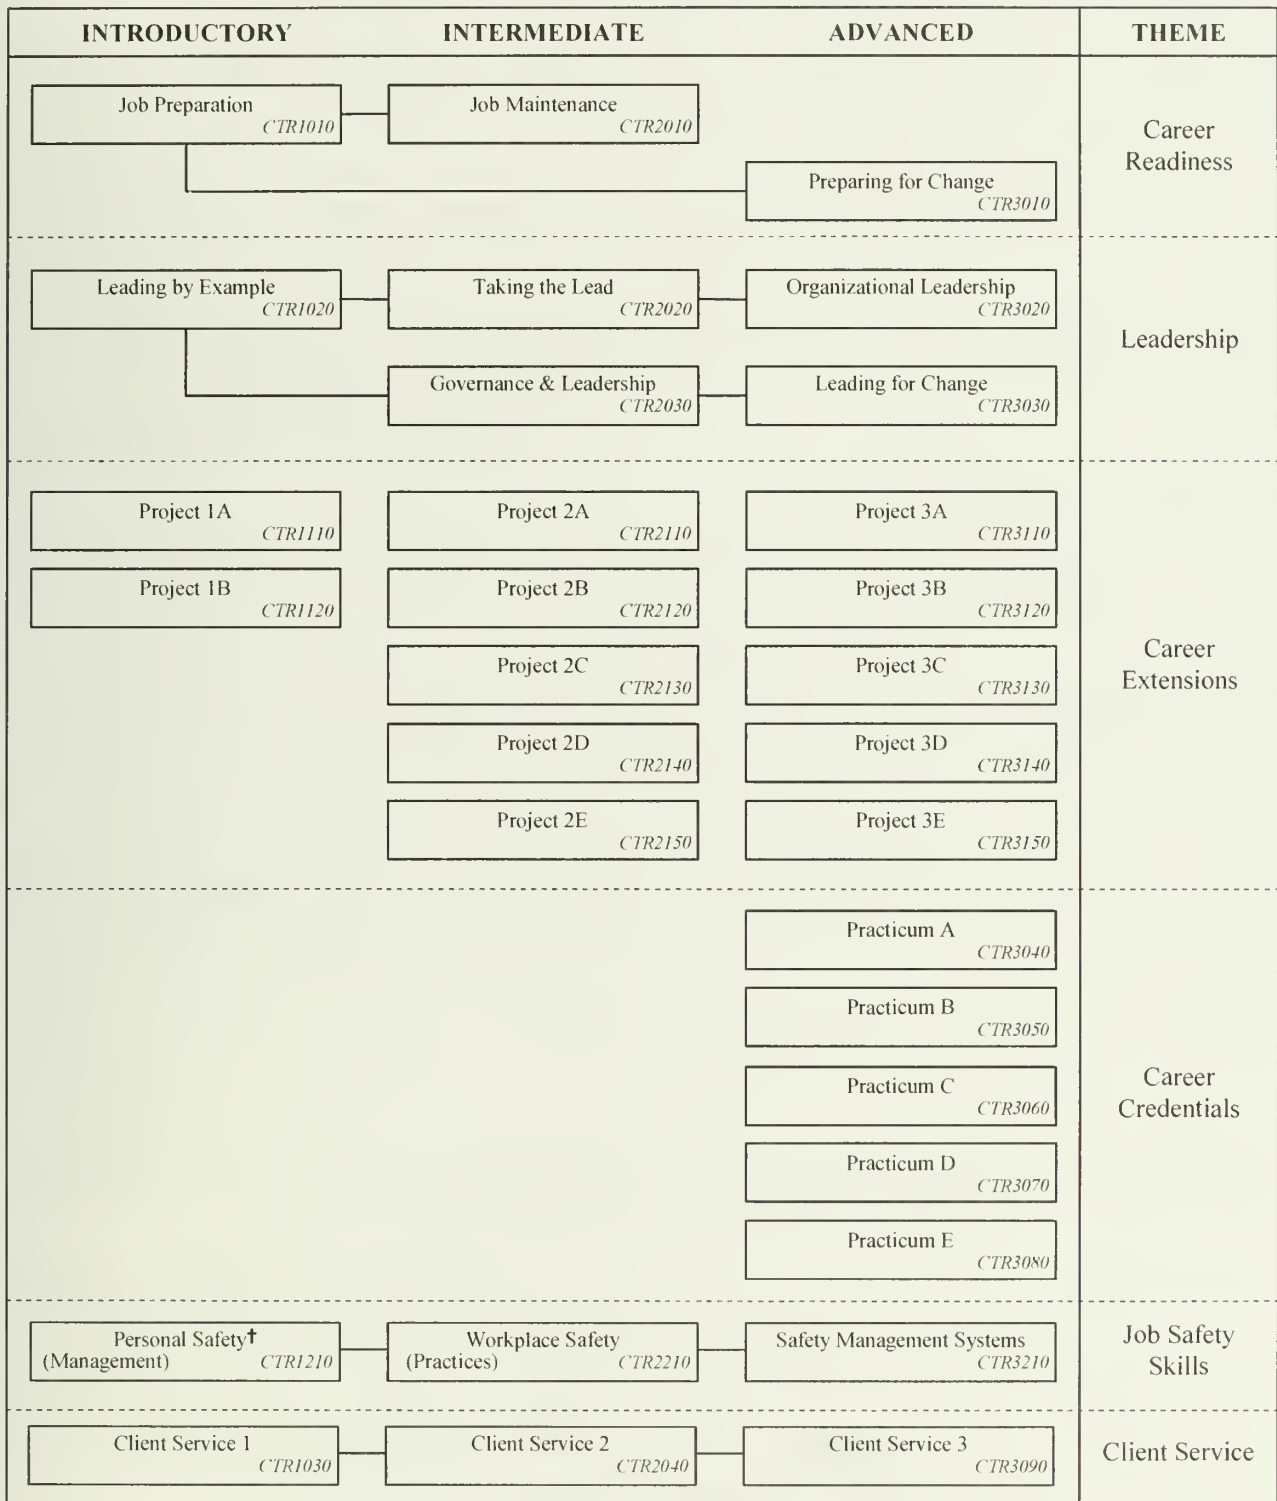 INTRODUCTORY INTERMEDIATE ADVANCED THEME
Job Preparation
CTR1010
Job Maintenance
CTR2010
Preparing for Change
CTR3010
Career
Readiness
Leading by Example
CTR1020
Taking the Lead
CTR2020
Organizational Leadership
CTR3020
Governance & Leadership
CTR2030
Leading for Change
CTR3030
Leadership
Project 1A
CTR1110
Project 2A
CTR2110
Project 3A
CTR3110
Project 1B
CTR1120
Project 2B
CTR2120
Project 3B
CTR3120
Project 2C
CTR2130
Project 3C
CTR3130
Project 2D
CTR2140
Project 3D
CTR3140
Project 2E
CTR2150
Project 3E
CTR3150
Career
Extensions
Practicum A
CTR3040
Practicum B
CTR3050
Practicum C
CTR3060
Practicum D
CTR3070
Practicum E
CTR3080
Career
Credentials
Personal Safety†
(Management) CTR1210
Workplace Safety
(Practices) CTR2210
Safety Management Systems
CTR3210
Job Safety
Skills
Client Service 1
CTR1030
Client Service 2
CTR2040
Client Service 3
CTR3090
Client Service